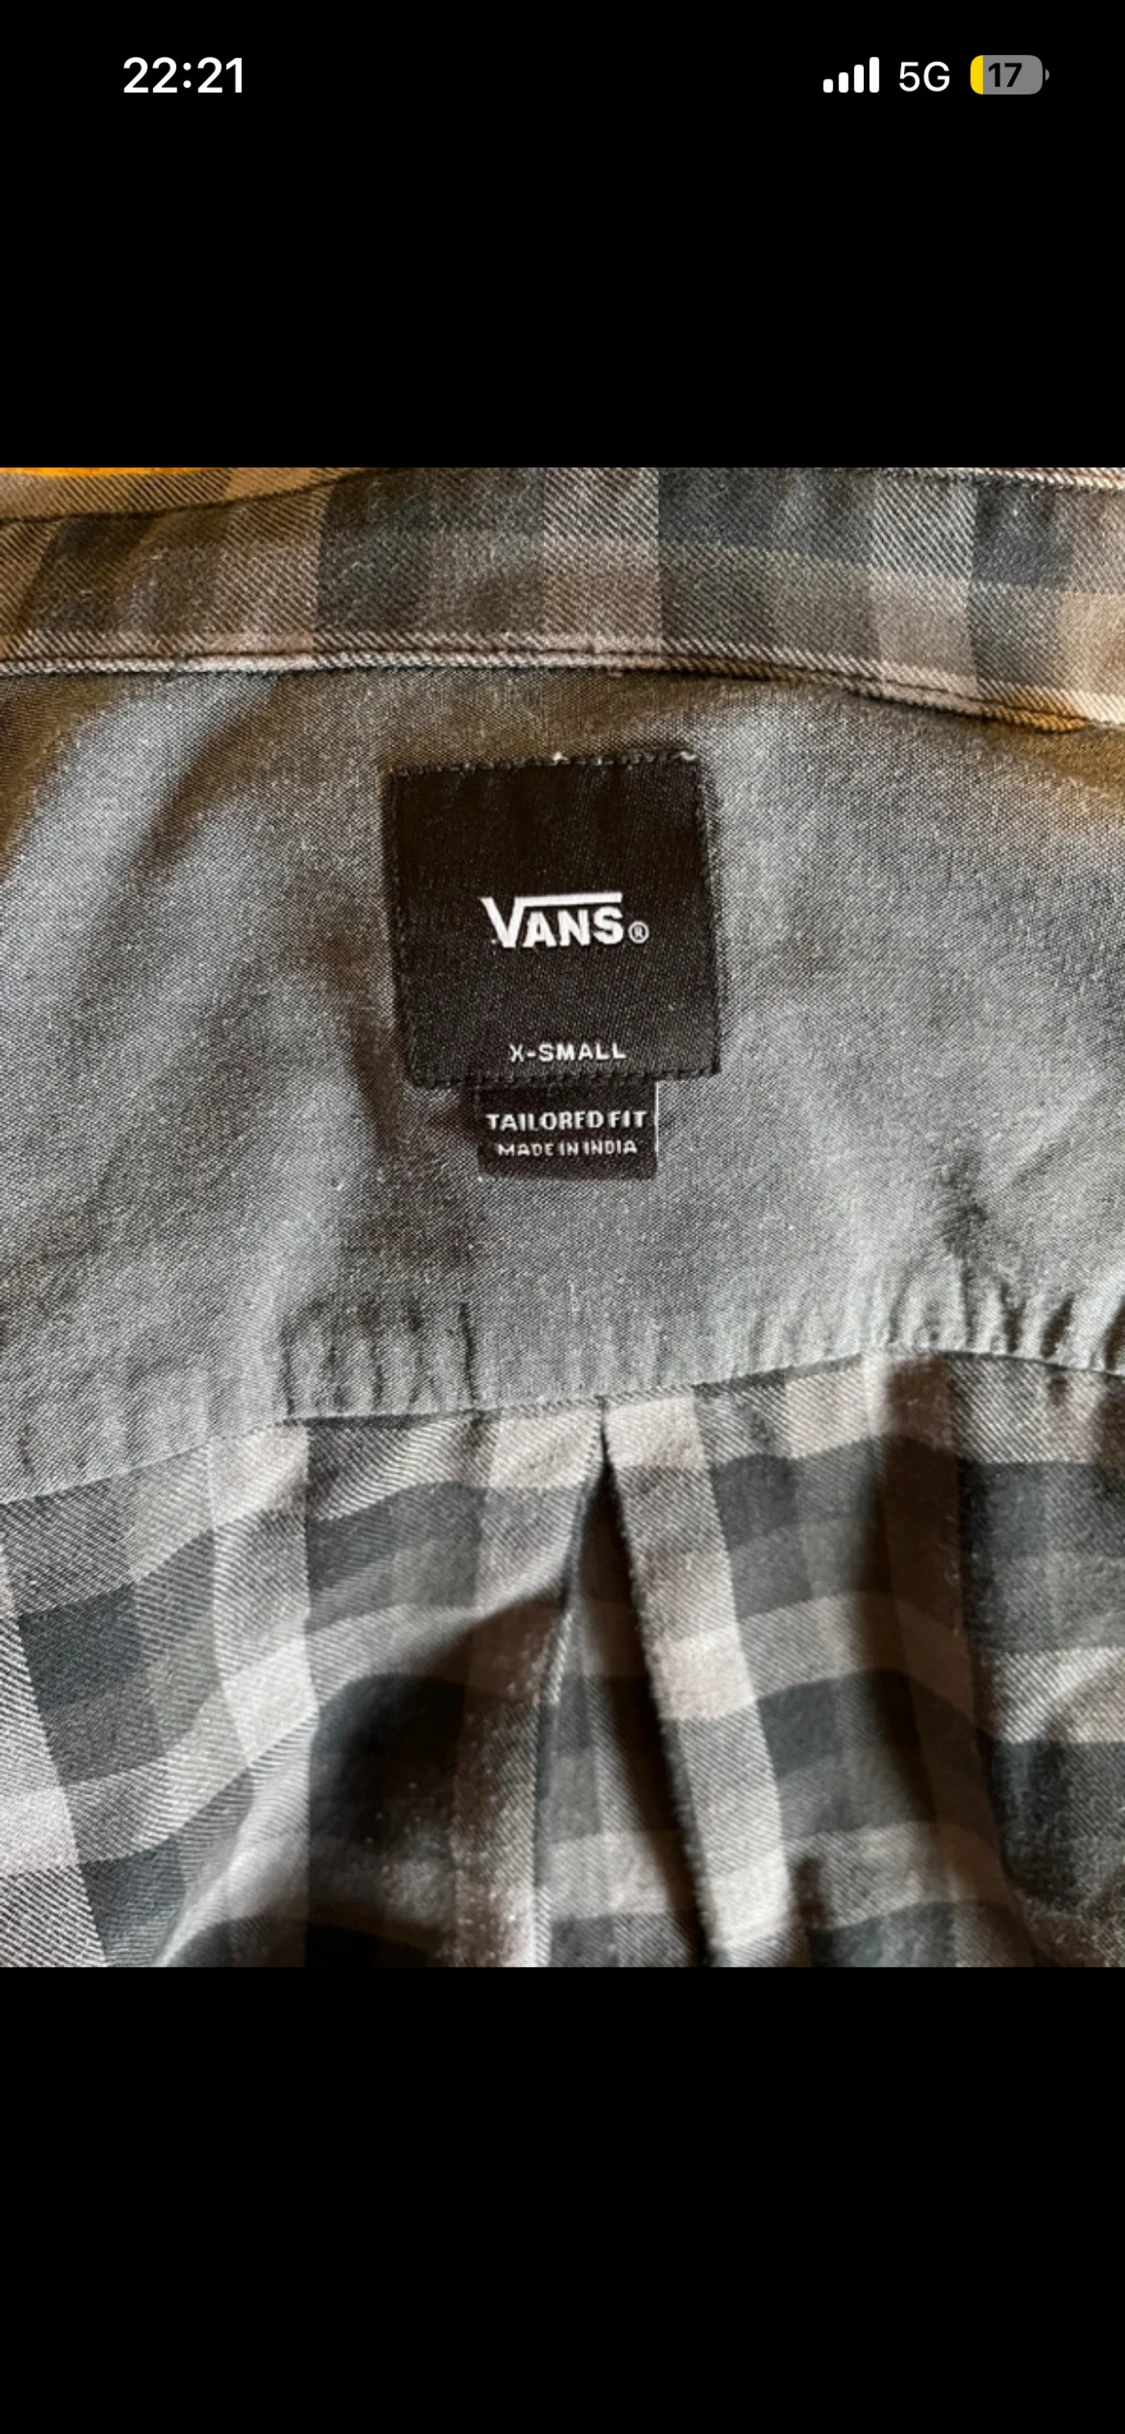 22:21
5G
17
VANS®
X-SMALL
TAILORED FIT
MADE IN INDIA